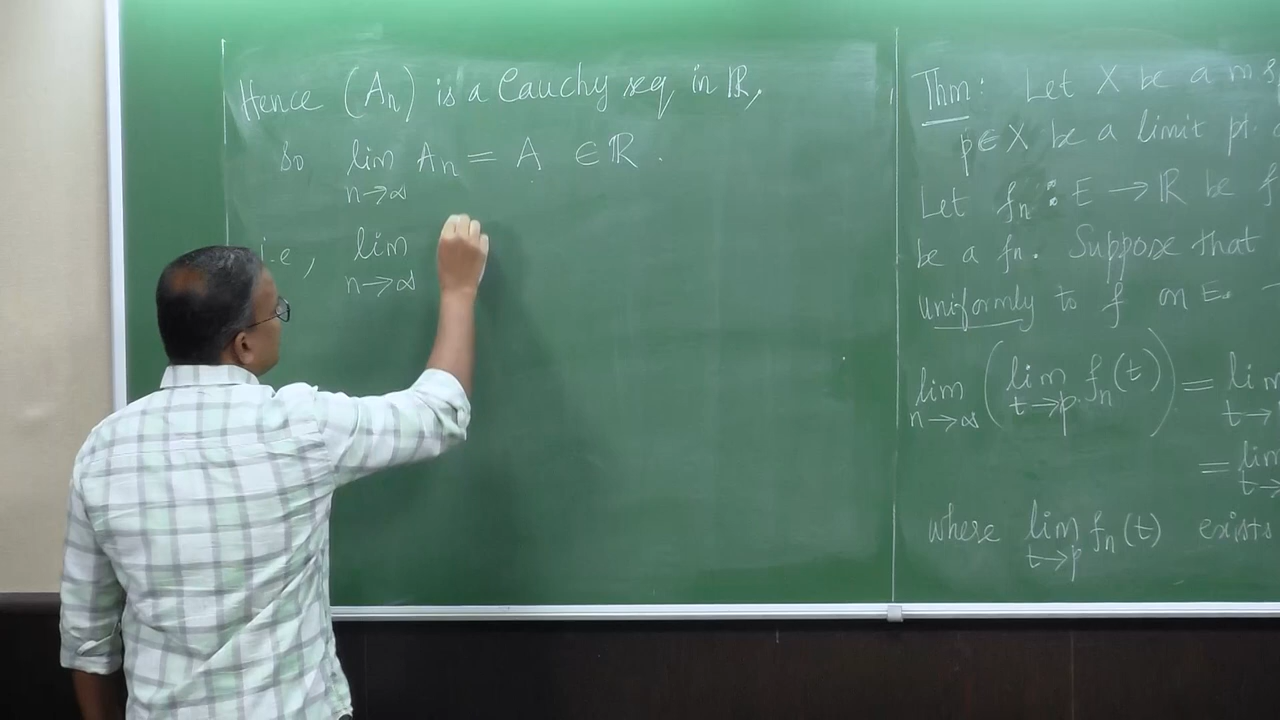 Hence (Aₙ) is a Cauchy seq in ℝ,
So lim Aₙ = A ∈ ℝ.
n→∞
i.e, lim
n→∞
Thm: Let X be a m
p∈X be a limit pt.
Let fₙ : E → ℝ be f
be a fn. Suppose that
uniformly to f on E.
lim (lim fₙ(t)) = lim
n→∞ t→p t→
= lim
t→
where lim fₙ(t) exists
t→p